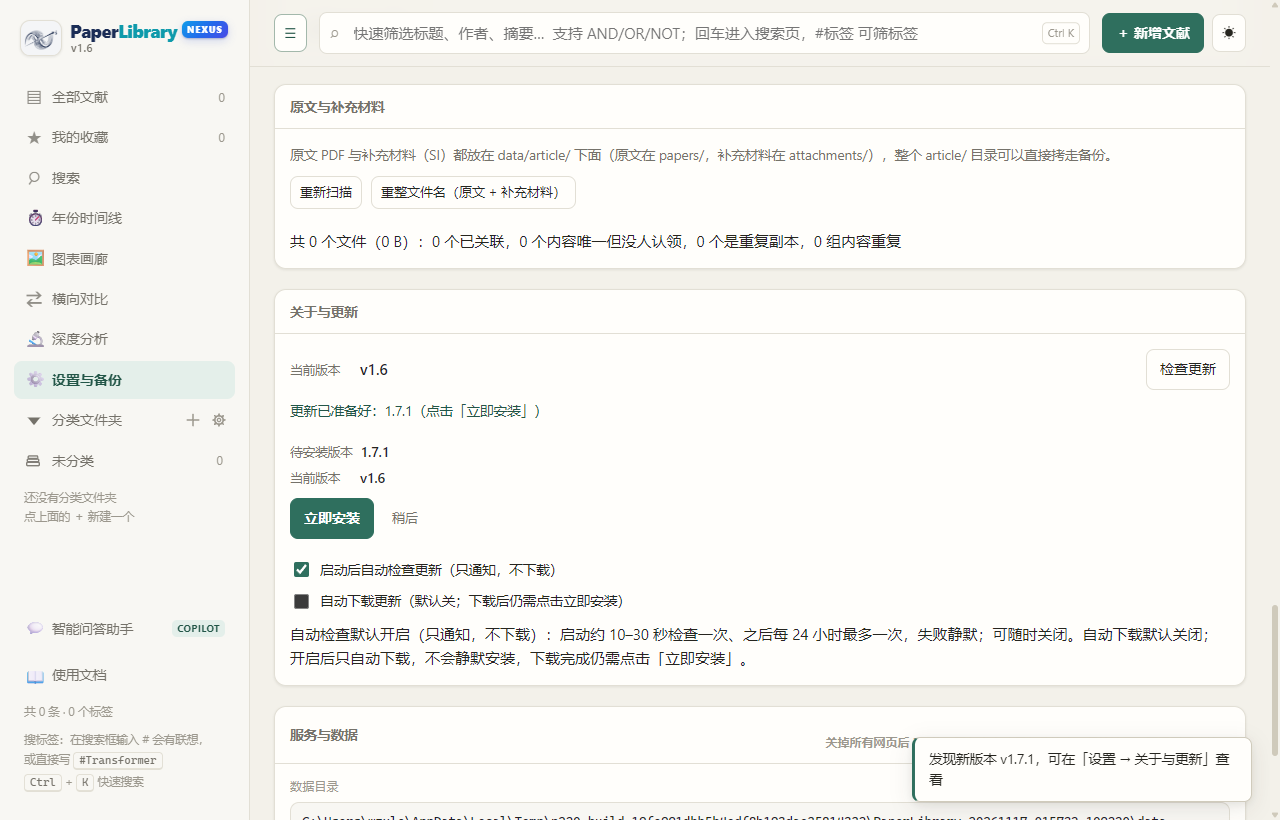 PaperLibrary NEXUS
v1.6
全部文献 0
我的收藏 0
搜索
年份时间线
图表画廊
横向对比
深度分析
设置与备份
分类文件夹
未分类 0
还没有分类文件夹
点上面的 + 新建一个
智能问答助手 COPILOT
使用文档
共 0 条 · 0 个标签
搜标签：在搜索框输入 # 会有联想，
或直接写 #Transformer
Ctrl + K 快速搜索
快速筛选标题、作者、摘要… 支持 AND/OR/NOT；回车进入搜索页，#标签 可筛标签 Ctrl K
+ 新增文献
原文与补充材料
原文 PDF 与补充材料（SI）都放在 data/article/ 下面（原文在 papers/，补充材料在 attachments/），整个 article/ 目录可以直接拷走备份。
重新扫描 重整文件名（原文 + 补充材料）
共 0 个文件（0 B）：0 个已关联，0 个内容唯一但没人认领，0 个是重复副本，0 组内容重复
关于与更新
当前版本 v1.6 检查更新
更新已准备好：1.7.1（点击「立即安装」）
待安装版本 1.7.1
当前版本 v1.6
立即安装 稍后
启动后自动检查更新（只通知，不下载）
自动下载更新（默认关；下载后仍需点击立即安装）
自动检查默认开启（只通知，不下载）：启动约 10–30 秒检查一次、之后每 24 小时最多一次，失败静默；可随时关闭。自动下载默认关闭；
开启后只自动下载，不会静默安装，下载完成仍需点击「立即安装」。
服务与数据 关掉所有网页后
数据目录
发现新版本 v1.7.1，可在「设置 → 关于与更新」查
看